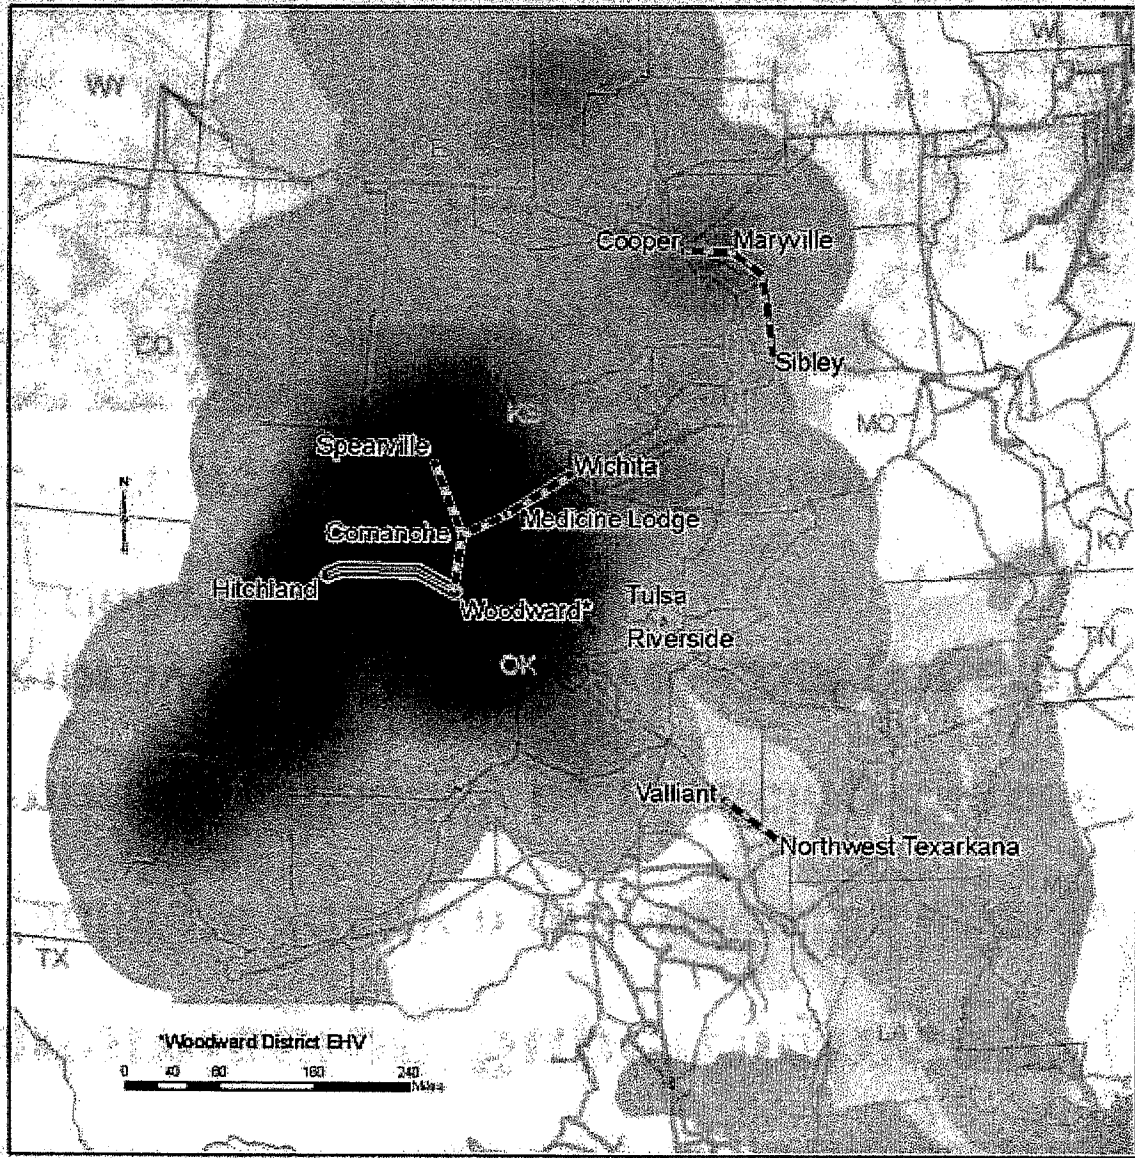 WY
IA
Cooper
Maryville
IL
CO
Sibley
KS
MO
Spearville
Wichita
N
Medicine Lodge
Comanche
KY
Hitchland
Tulsa
Woodward*
Riverside
TN
OK
Valliant
Northwest Texarkana
TX
LA
*Woodward District EHV
0 40 80 160 240
Miles